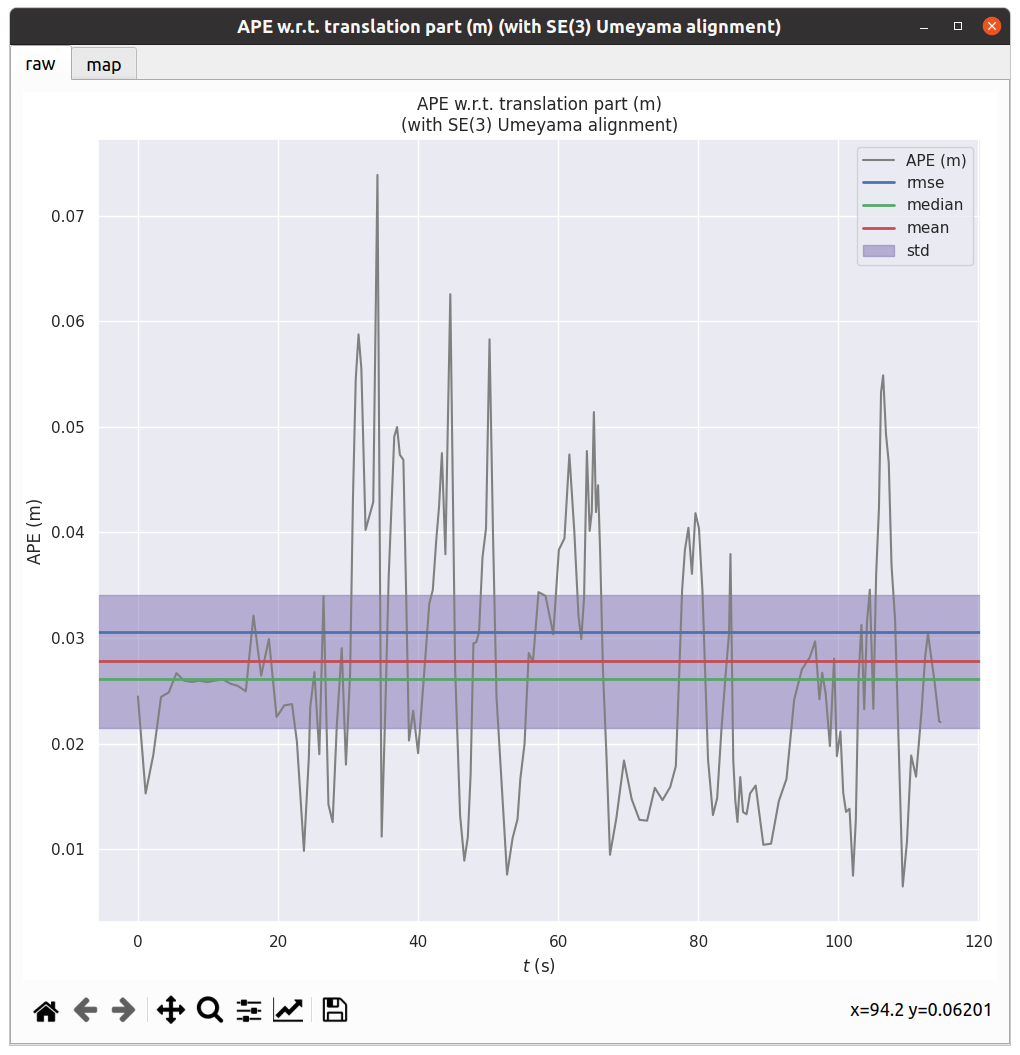 APE w.r.t. translation part (m) (with SE(3) Umeyama alignment)
raw
map
APE w.r.t. translation part (m)
(with SE(3) Umeyama alignment)
APE (m)
rmse
median
mean
std
0.07
0.06
0.05
0.04
0.03
0.02
0.01
APE (m)
0 20 40 60 80 100 120
t (s)
x=94.2 y=0.06201